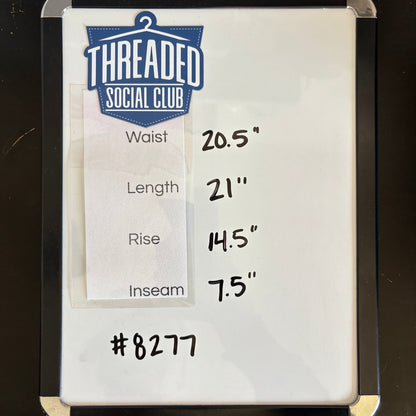 THREADED
SOCIAL CLUB
Waist 20.5"
Length 21"
Rise 14.5"
Inseam 7.5"
#8277